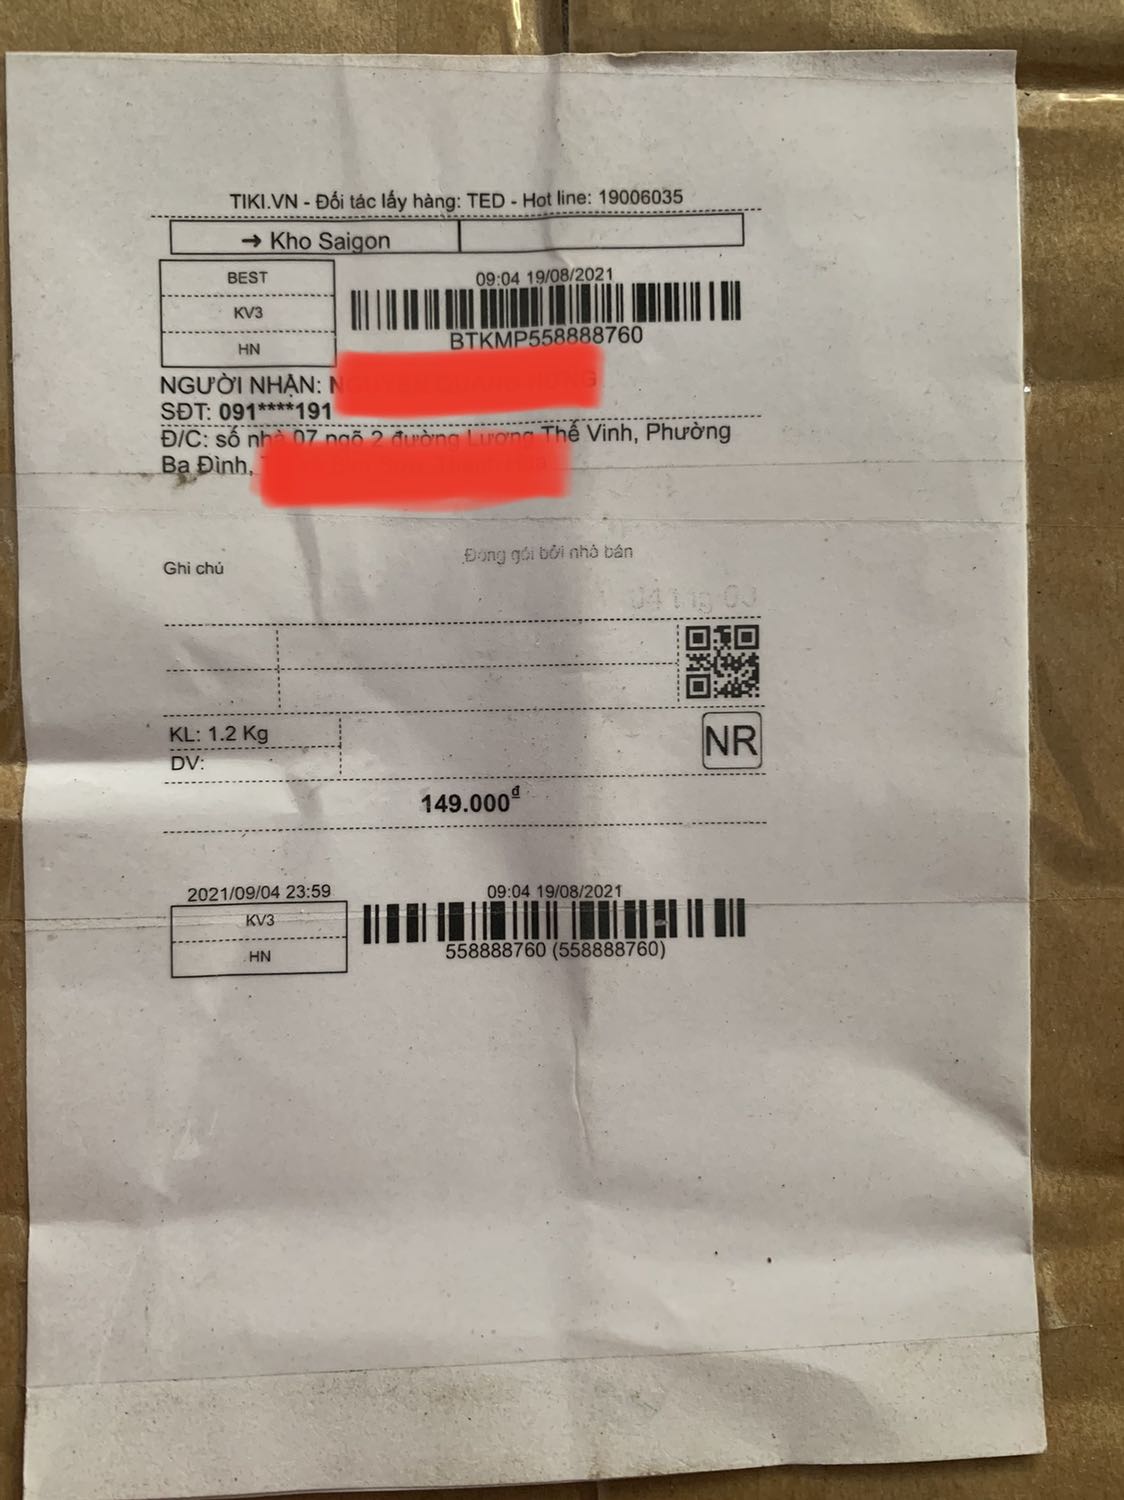 TIKI.VN - Đối tác lấy hàng: TED - Hot line: 19006035
→ Kho Saigon
BEST
KV3
HN
09:04 19/08/2021
BTKMP558888760
NGƯỜI NHẬN:
SĐT: 091****191
Đ/C: số nhà 07 ngõ 2 đường Lương Thế Vinh, Phường
Ba Đình,
Ghi chú
Đóng gói bởi nhà bán
KL: 1.2 Kg
DV:
NR
149.000đ
2021/09/04 23:59
KV3
HN
09:04 19/08/2021
558888760 (558888760)